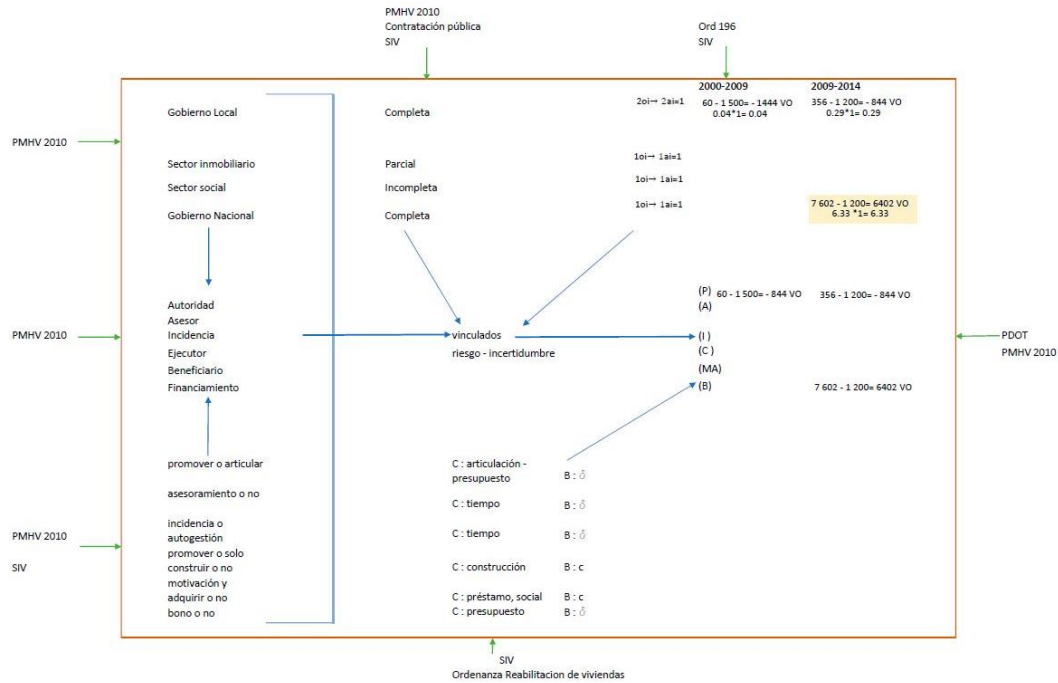 PMHV 2010
Contratación pública
SIV
Ord 196
SIV
2000-2009 2009-2014
Gobierno Local Completa 2oi→ 2ai=1 60 - 1 500= - 1444 VO 356 - 1 200= - 844 VO
0.04*1= 0.04 0.29*1= 0.29
PMHV 2010
Sector inmobiliario Parcial 1oi→ 1ai=1
Sector social Incompleta 1oi→ 1ai=1
Gobierno Nacional Completa 1oi→ 1ai=1 7 602 - 1 200= 6402 VO
6.33 *1= 6.33
(P) 60 - 1 500= - 844 VO 356 - 1 200= - 844 VO
Autoridad (A)
Asesor
PMHV 2010 Incidencia vinculados (I) PDOT
Ejecutor riesgo - incertidumbre (C ) PMHV 2010
Beneficiario (MA)
Financiamiento (B) 7 602 - 1 200= 6402 VO
promover o articular C : articulación -
presupuesto B : ô
asesoramiento o no C : tiempo B : ô
incidencia o
autogestión C : tiempo B : ô
PMHV 2010
promover o solo
construir o no C : construcción B : c
SIV
motivación y
adquirir o no C : préstamo, social B : c
bono o no C : presupuesto B : ô
SIV
Ordenanza Reabilitacion de viviendas